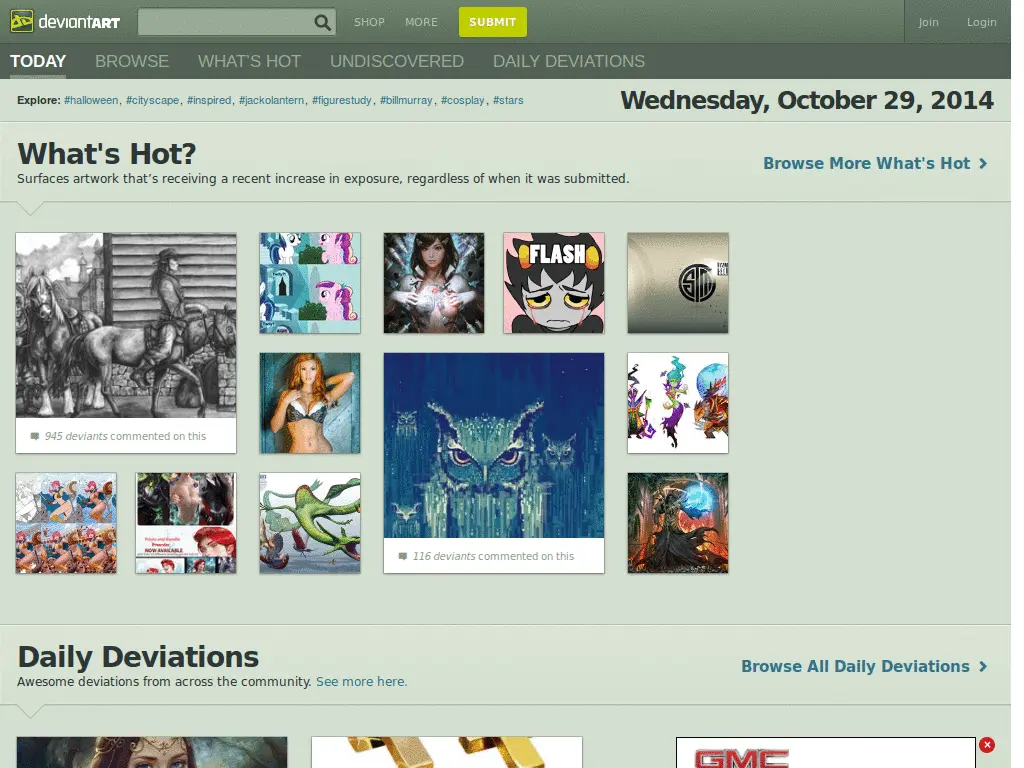 deviantART SHOP MORE SUBMIT Join Login
TODAY BROWSE WHAT'S HOT UNDISCOVERED DAILY DEVIATIONS
Explore: #halloween, #cityscape, #inspired, #jackolantern, #figurestudy, #billmurray, #cosplay, #stars
Wednesday, October 29, 2014
What's Hot?
Surfaces artwork that's receiving a recent increase in exposure, regardless of when it was submitted.
Browse More What's Hot
FLASH
945 deviants commented on this
NOW AVAILABLE
116 deviants commented on this
Daily Deviations
Awesome deviations from across the community. See more here.
Browse All Daily Deviations
GMC